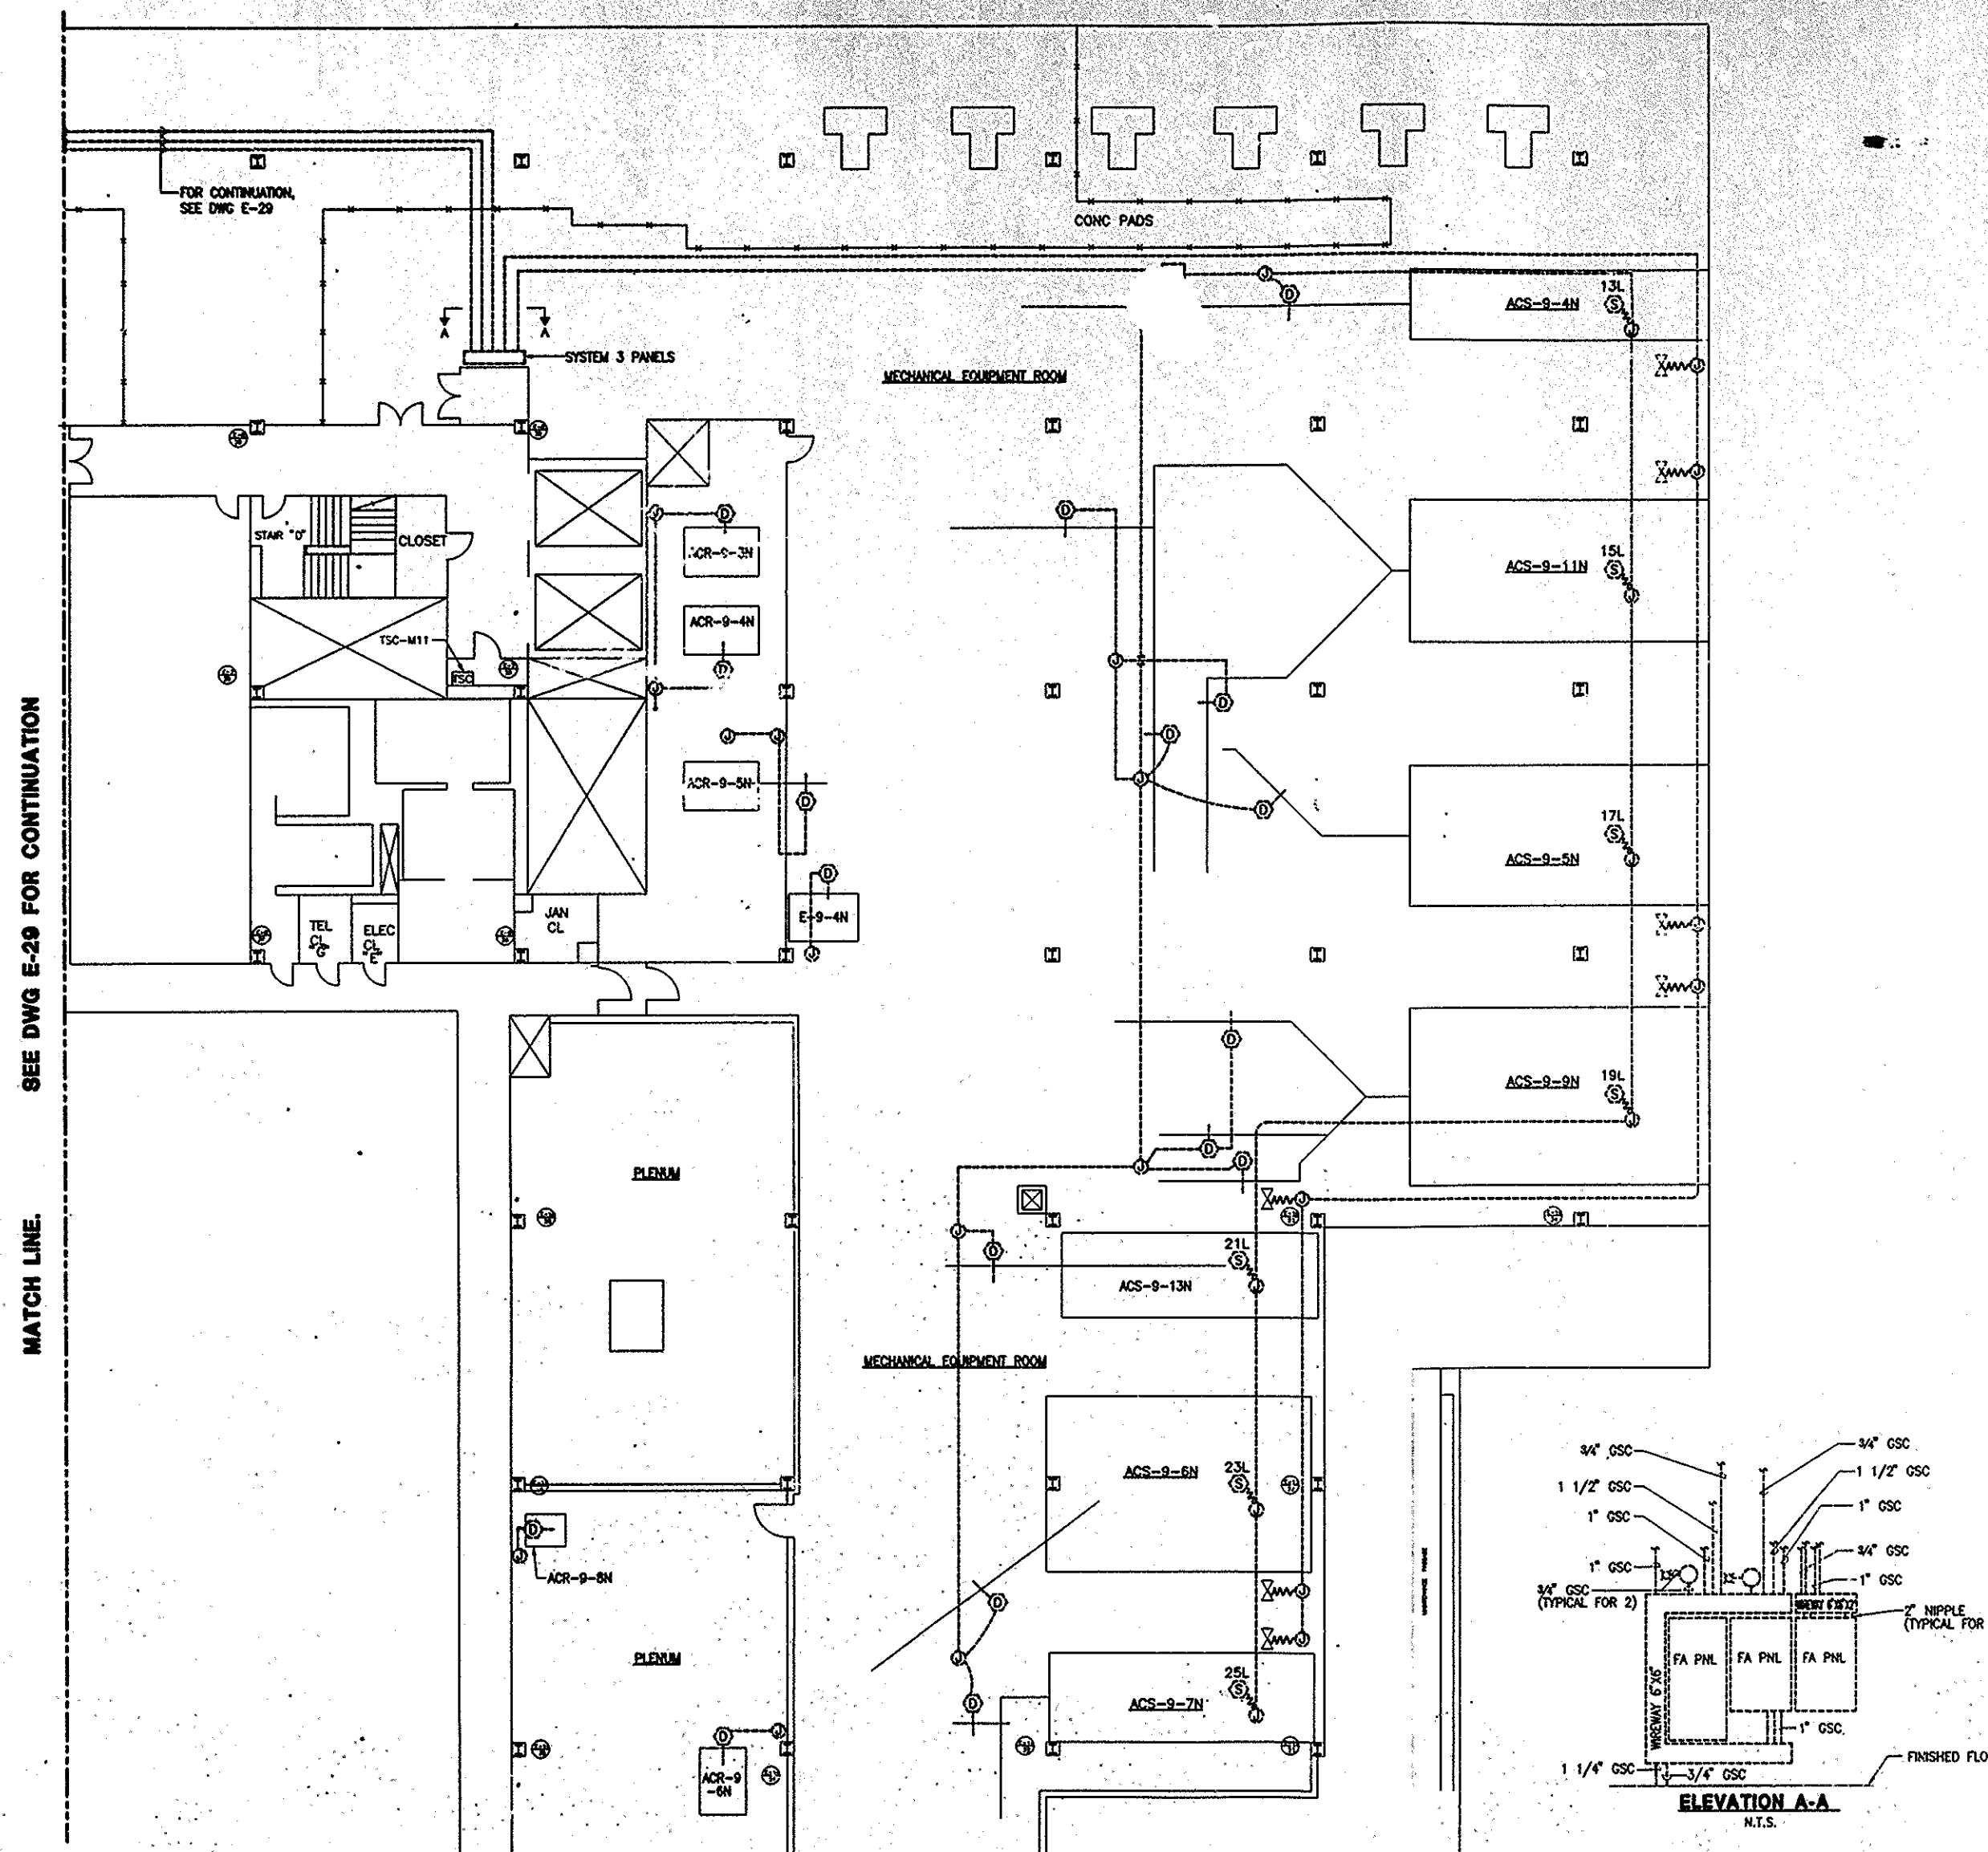 FOR CONTINUATION,
SEE DWG E-29
CONC PADS
A
A
SYSTEM 3 PANELS
MECHANICAL EQUIPMENT ROOM
J
D
ACS-9-4N
13L
S
J
J
J
STAIR "D"
CLOSET
J
D
ACR-9-3N
ACR-9-4N
D
J
TSC-M11
TSC
D
ACS-9-11N
15L
S
J
J
D
D
J
D
J
J
ACR-9-5N
D
ACS-9-5N
17L
S
J
J
J
D
E-9-4N
J
JAN
CL
TEL
CL
"G"
ELEC
CL
"E"
SEE DWG E-29 FOR CONTINUATION
MATCH LINE.
D
ACS-9-9N
19L
S
J
D
D
J
J
PLENUM
J
D
21L
S
J
ACS-9-13N
MECHANICAL EQUIPMENT ROOM
ACS-9-6N
23L
S
J
D
J
ACR-9-8N
D
J
J
J
D
PLENUM
ACS-9-7N
25L
S
J
D
J
ACR-9
-6N
3/4" GSC
1 1/2" GSC
1" GSC
1" GSC
3/4" GSC
(TYPICAL FOR 2)
3/4" GSC
1 1/2" GSC
1" GSC
3/4" GSC
1" GSC
2" NIPPLE
(TYPICAL FOR
WIREWAY 6"X6"
FA PNL
FA PNL
FA PNL
1" GSC.
1 1/4" GSC
3/4" GSC
FINISHED FLO
ELEVATION A-A
N.T.S.